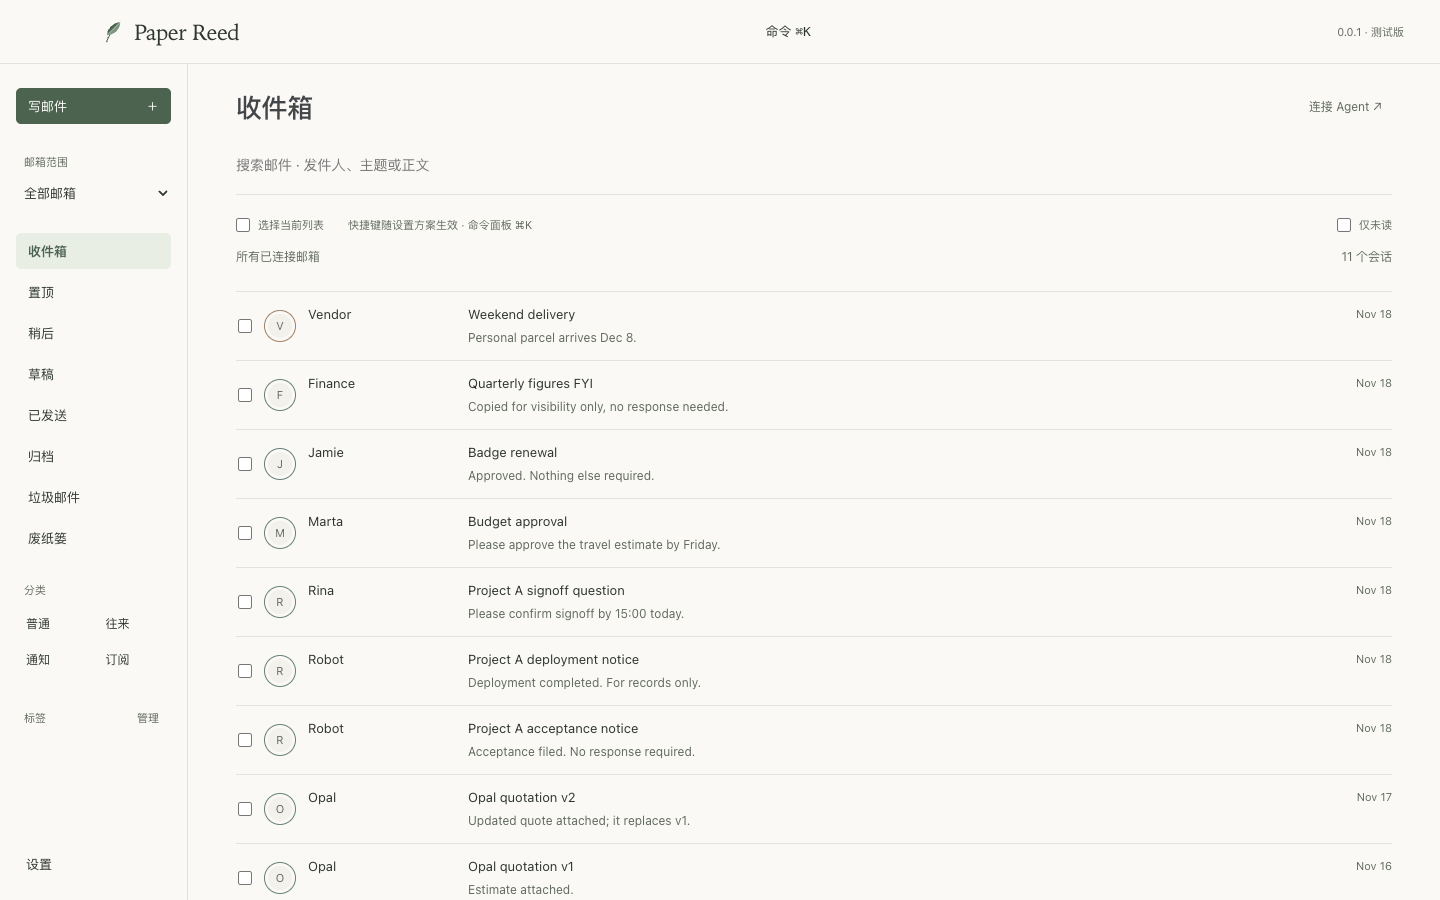 Paper Reed
命令 ⌘K
0.0.1 · 测试版
写邮件 +
邮箱范围
全部邮箱
收件箱
置顶
稍后
草稿
已发送
归档
垃圾邮件
废纸篓
分类
普通 往来
通知 订阅
标签 管理
设置
收件箱
连接 Agent ↗
搜索邮件 · 发件人、主题或正文
选择当前列表 快捷键随设置方案生效 · 命令面板 ⌘K 仅未读
所有已连接邮箱 11 个会话
V Vendor Weekend delivery Nov 18
Personal parcel arrives Dec 8.
F Finance Quarterly figures FYI Nov 18
Copied for visibility only, no response needed.
J Jamie Badge renewal Nov 18
Approved. Nothing else required.
M Marta Budget approval Nov 18
Please approve the travel estimate by Friday.
R Rina Project A signoff question Nov 18
Please confirm signoff by 15:00 today.
R Robot Project A deployment notice Nov 18
Deployment completed. For records only.
R Robot Project A acceptance notice Nov 18
Acceptance filed. No response required.
O Opal Opal quotation v2 Nov 17
Updated quote attached; it replaces v1.
O Opal Opal quotation v1 Nov 16
Estimate attached.